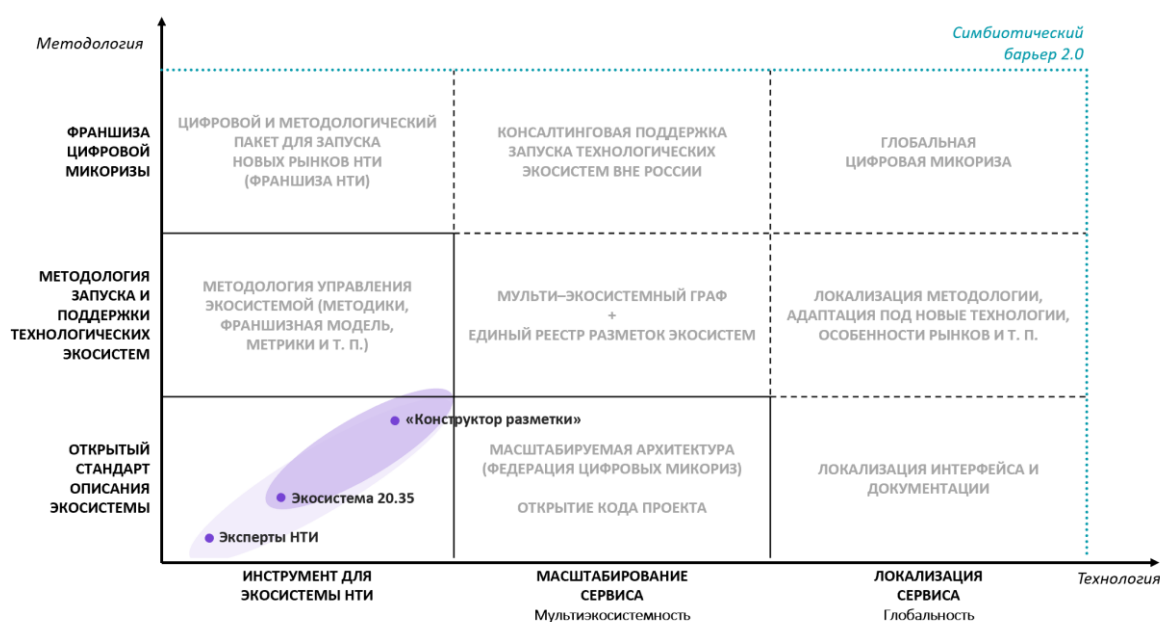 Методология
Симбиотический
барьер 2.0
ФРАНШИЗА
ЦИФРОВОЙ
МИКОРИЗЫ
ЦИФРОВОЙ И МЕТОДОЛОГИЧЕСКИЙ
ПАКЕТ ДЛЯ ЗАПУСКА
НОВЫХ РЫНКОВ НТИ
(ФРАНШИЗА НТИ)
КОНСАЛТИНГОВАЯ ПОДДЕРЖКА
ЗАПУСКА ТЕХНОЛОГИЧЕСКИХ
ЭКОСИСТЕМ ВНЕ РОССИИ
ГЛОБАЛЬНАЯ
ЦИФРОВАЯ МИКОРИЗА
МЕТОДОЛОГИЯ
ЗАПУСКА И
ПОДДЕРЖКИ
ТЕХНОЛОГИЧЕСКИХ
ЭКОСИСТЕМ
МЕТОДОЛОГИЯ УПРАВЛЕНИЯ
ЭКОСИСТЕМОЙ (МЕТОДИКИ,
ФРАНШИЗНАЯ МОДЕЛЬ,
МЕТРИКИ И Т. П.)
МУЛЬТИ–ЭКОСИСТЕМНЫЙ ГРАФ
+
ЕДИНЫЙ РЕЕСТР РАЗМЕТОК ЭКОСИСТЕМ
ЛОКАЛИЗАЦИЯ МЕТОДОЛОГИИ,
АДАПТАЦИЯ ПОД НОВЫЕ ТЕХНОЛОГИИ,
ОСОБЕННОСТИ РЫНКОВ И Т. П.
ОТКРЫТЫЙ
СТАНДАРТ
ОПИСАНИЯ
ЭКОСИСТЕМЫ
«Конструктор разметки»
Экосистема 20.35
Эксперты НТИ
МАСШТАБИРУЕМАЯ АРХИТЕКТУРА
(ФЕДЕРАЦИЯ ЦИФРОВЫХ МИКОРИЗ)
ОТКРЫТИЕ КОДА ПРОЕКТА
ЛОКАЛИЗАЦИЯ ИНТЕРФЕЙСА И
ДОКУМЕНТАЦИИ
ИНСТРУМЕНТ ДЛЯ
ЭКОСИСТЕМЫ НТИ
МАСШТАБИРОВАНИЕ
СЕРВИСА
Мультиэкосистемность
ЛОКАЛИЗАЦИЯ
СЕРВИСА
Глобальность
Технология